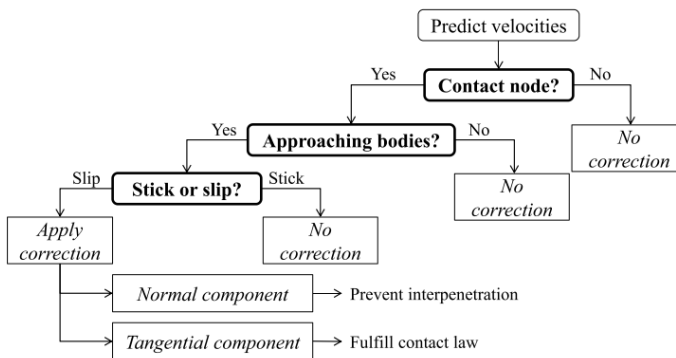 Predict velocities
Yes
Contact node?
No
Yes
Approaching bodies?
No
No
correction
Slip
Stick or slip?
Stick
No
correction
Apply
correction
No
correction
Normal component
Prevent interpenetration
Tangential component
Fulfill contact law